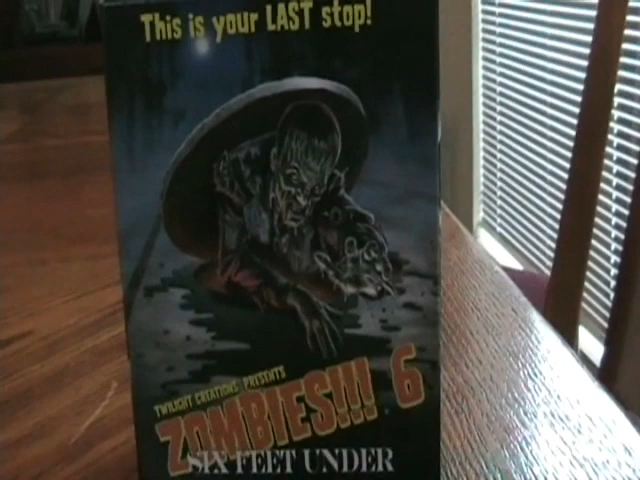 This is your LAST stop!
TWILIGHT CREATIONS PRESENTS
ZOMBIES!!! 6
SIX FEET UNDER